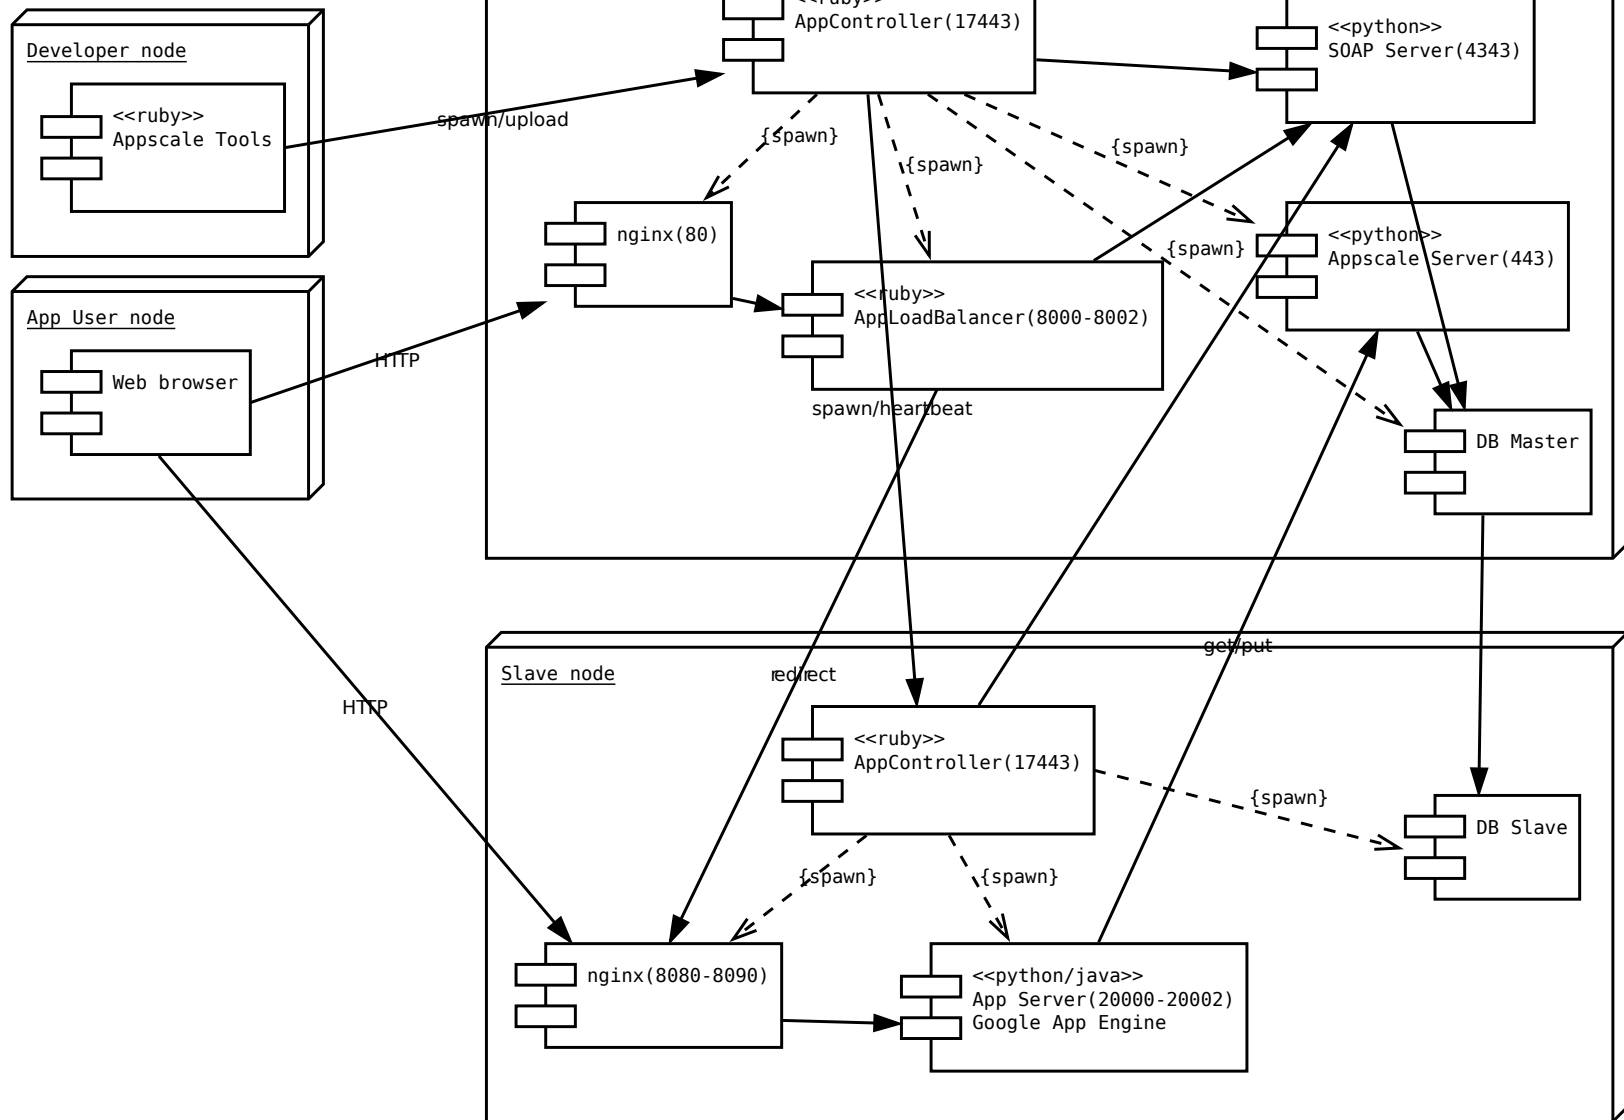 <<ruby>>
AppController(17443)
<<python>>
SOAP Server(4343)
Developer node
<<ruby>>
Appscale Tools
spawn/upload
{spawn}
{spawn}
{spawn}
{spawn}
nginx(80)
<<python>>
Appscale Server(443)
<<ruby>>
AppLoadBalancer(8000-8002)
App User node
Web browser
HTTP
spawn/heartbeat
DB Master
get/put
Slave node
redirect
HTTP
<<ruby>>
AppController(17443)
{spawn}
DB Slave
{spawn}
{spawn}
nginx(8080-8090)
<<python/java>>
App Server(20000-20002)
Google App Engine